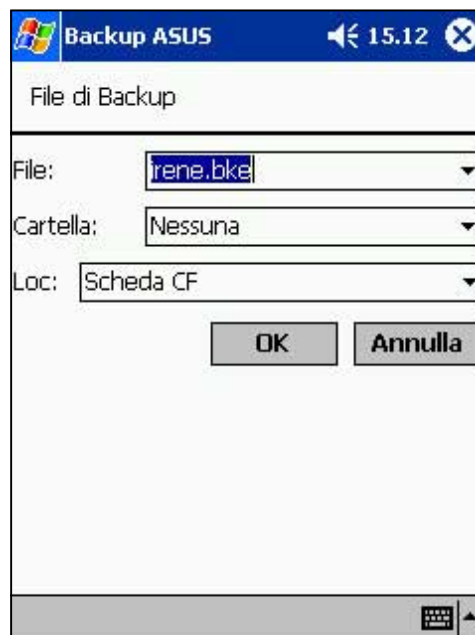 Backup ASUS 15.12
File di Backup
File: irene.bke
Cartella: Nessuna
Loc: Scheda CF
OK Annulla